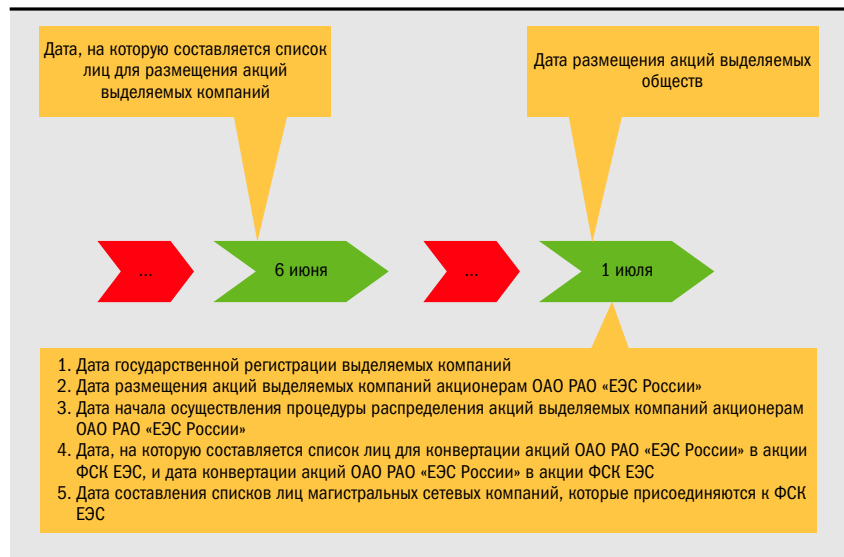 Дата, на которую составляется список
лиц для размещения акций
выделяемых компаний
Дата размещения акций выделяемых
обществ
...
6 июня
...
1 июля
1. Дата государственной регистрации выделяемых компаний
2. Дата размещения акций выделяемых компаний акционерам ОАО РАО «ЕЭС России»
3. Дата начала осуществления процедуры распределения акций выделяемых компаний акционерам
ОАО РАО «ЕЭС России»
4. Дата, на которую составляется список лиц для конвертации акций ОАО РАО «ЕЭС России» в акции
ФСК ЕЭС, и дата конвертации акций ОАО РАО «ЕЭС России» в акции ФСК ЕЭС
5. Дата составления списков лиц магистральных сетевых компаний, которые присоединяются к ФСК
ЕЭС